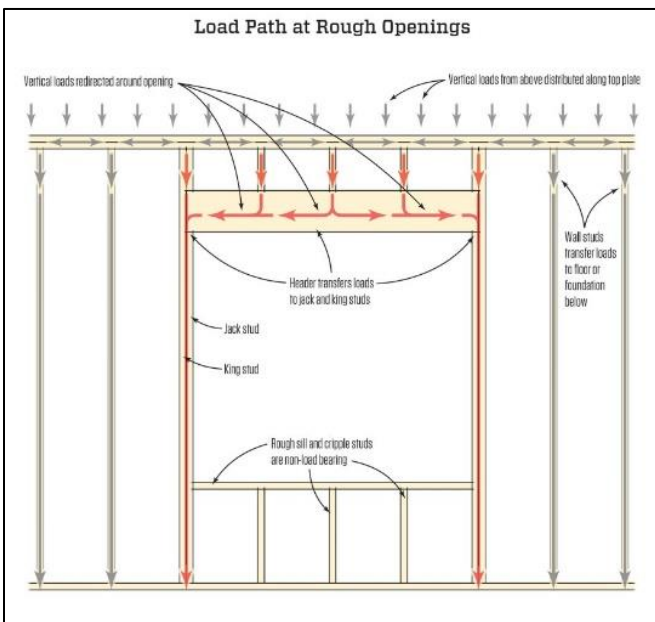 Load Path at Rough Openings
Vertical loads redirected around opening
Vertical loads from above distributed along top plate
Wall studs
transfer loads
to floor or
foundation
below
Header transfers loads
to jack and king studs
Jack stud
King stud
Rough sill and cripple studs
are non-load bearing